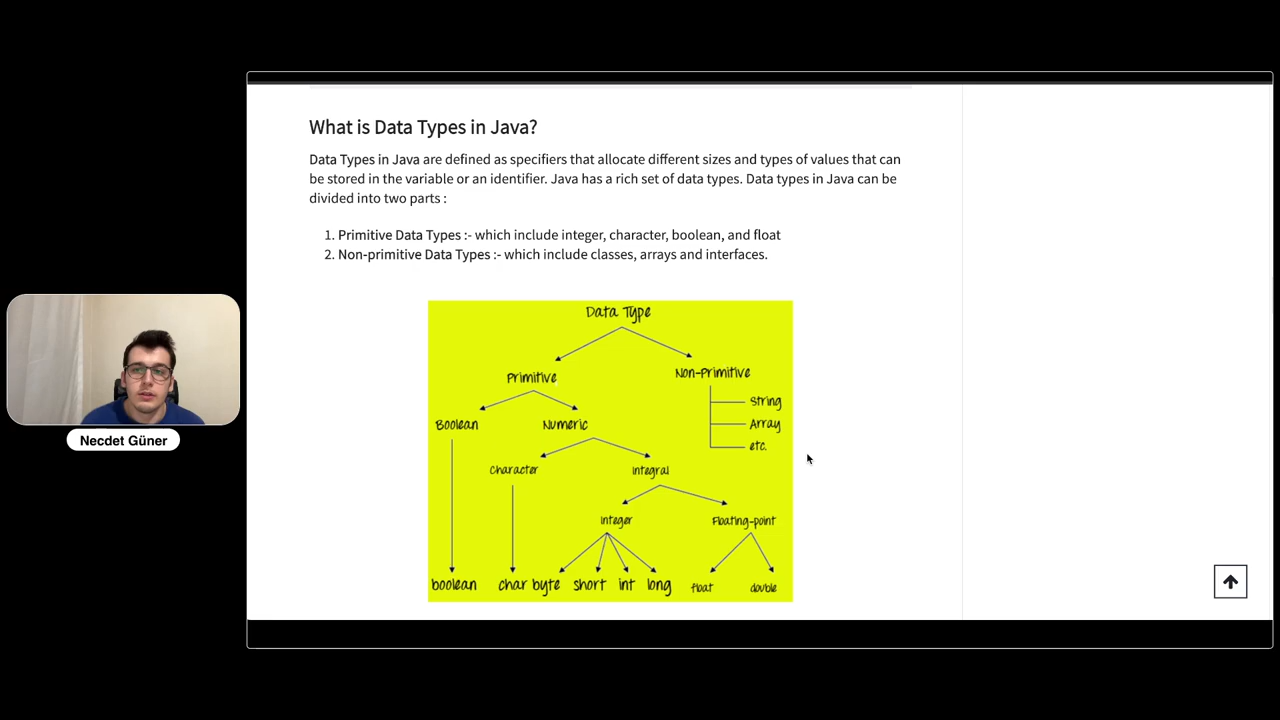 What is Data Types in Java?
Data Types in Java are defined as specifiers that allocate different sizes and types of values that can
be stored in the variable or an identifier. Java has a rich set of data types. Data types in Java can be
divided into two parts :
1. Primitive Data Types :- which include integer, character, boolean, and float
2. Non-primitive Data Types :- which include classes, arrays and interfaces.
Data Type
Primitive
Non-Primitive
String
Array
etc.
Boolean
Numeric
Character
Integral
Integer
Floating-point
boolean
char
byte
short
int
long
float
double
Necdet Güner